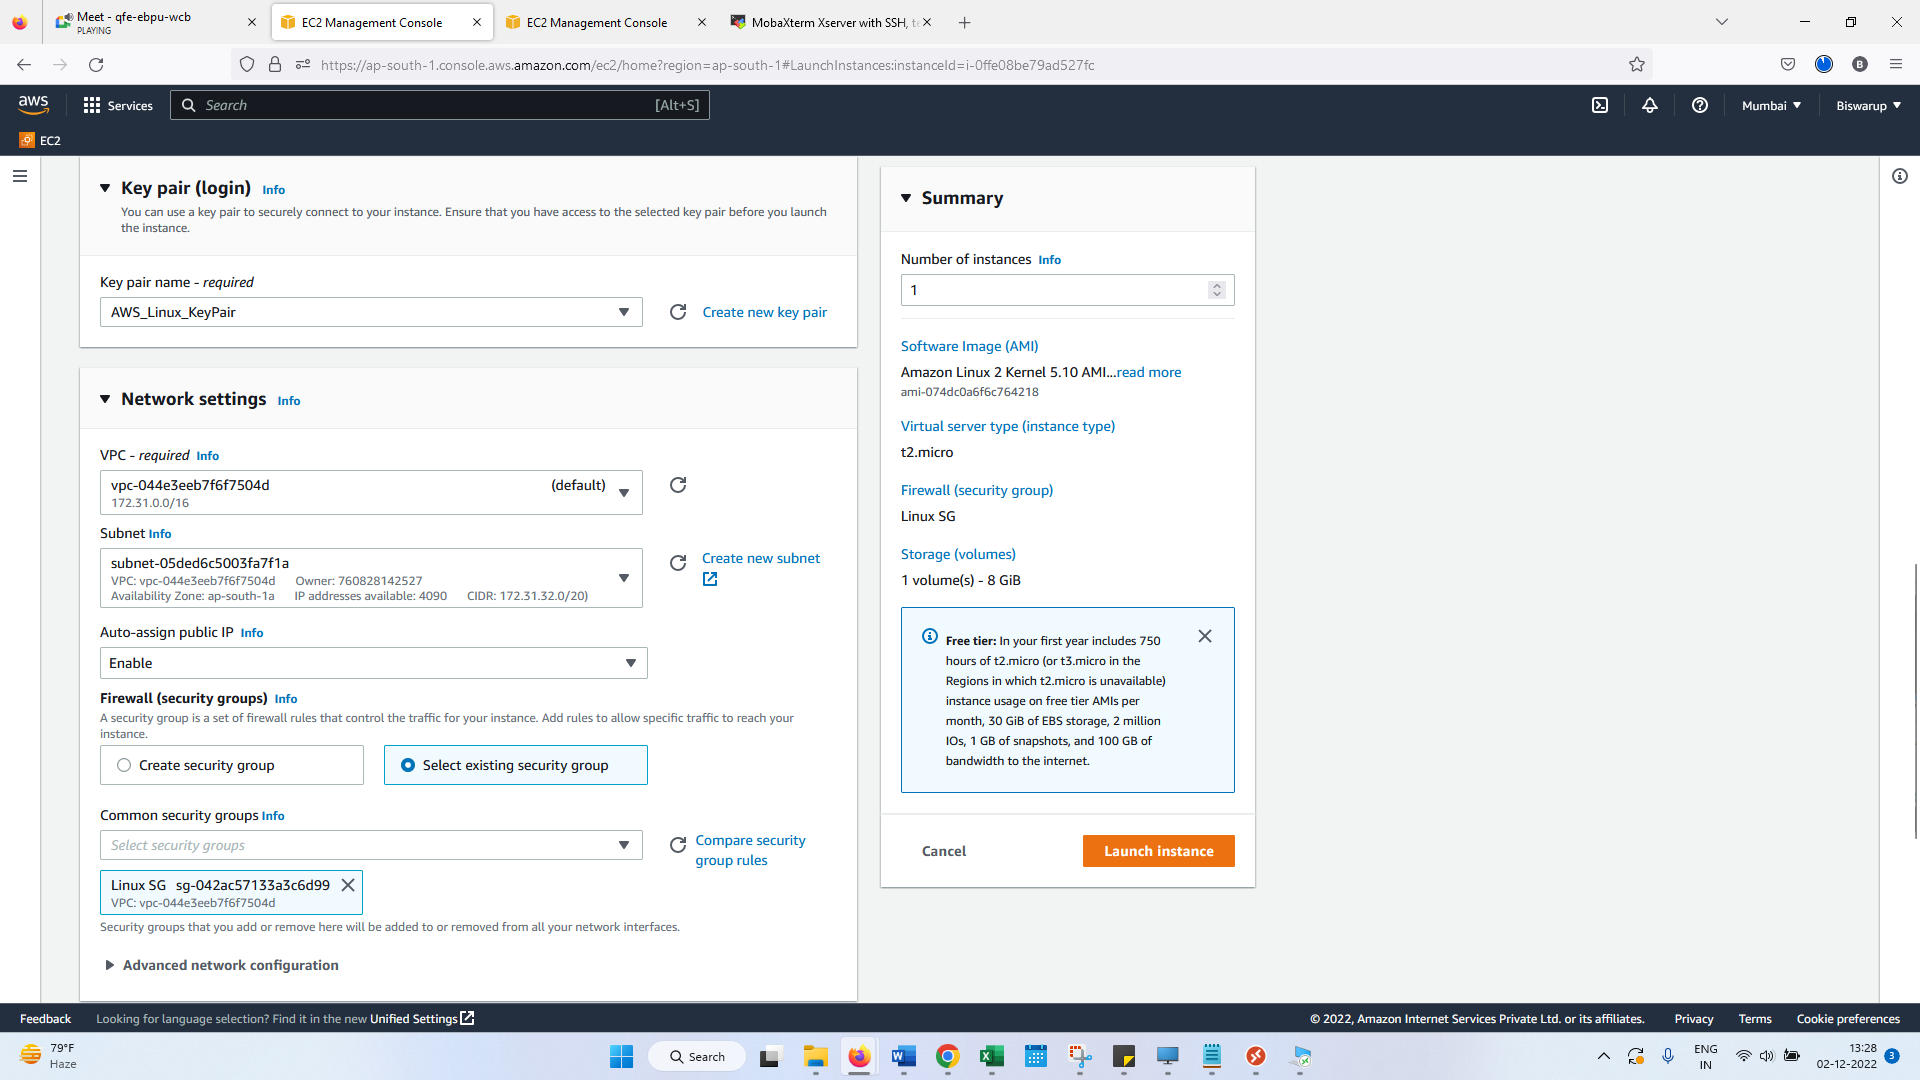 Meet - qfe-ebpu-wcb
PLAYING
EC2 Management Console
EC2 Management Console
MobaXterm Xserver with SSH, te
https://ap-south-1.console.aws.amazon.com/ec2/home?region=ap-south-1#LaunchInstances:instanceId=i-0ffe08be79ad527fc
B
aws
Services
Search
[Alt+S]
Mumbai
Biswarup
EC2
Key pair (login) Info
You can use a key pair to securely connect to your instance. Ensure that you have access to the selected key pair before you launch
the instance.
Key pair name - required
AWS_Linux_KeyPair
Create new key pair
Network settings Info
VPC - required Info
vpc-044e3eeb7f6f7504d (default)
172.31.0.0/16
Subnet Info
subnet-05ded6c5003fa7f1a
VPC: vpc-044e3eeb7f6f7504d Owner: 760828142527
Availability Zone: ap-south-1a IP addresses available: 4090 CIDR: 172.31.32.0/20)
Create new subnet
Auto-assign public IP Info
Enable
Firewall (security groups) Info
A security group is a set of firewall rules that control the traffic for your instance. Add rules to allow specific traffic to reach your
instance.
Create security group
Select existing security group
Common security groups Info
Select security groups
Compare security
group rules
Linux SG sg-042ac57133a3c6d99
VPC: vpc-044e3eeb7f6f7504d
Security groups that you add or remove here will be added to or removed from all your network interfaces.
Advanced network configuration
Summary
Number of instances Info
1
Software Image (AMI)
Amazon Linux 2 Kernel 5.10 AMI...read more
ami-074dc0a6f6c764218
Virtual server type (instance type)
t2.micro
Firewall (security group)
Linux SG
Storage (volumes)
1 volume(s) - 8 GiB
Free tier: In your first year includes 750
hours of t2.micro (or t3.micro in the
Regions in which t2.micro is unavailable)
instance usage on free tier AMIs per
month, 30 GiB of EBS storage, 2 million
IOs, 1 GB of snapshots, and 100 GB of
bandwidth to the internet.
Cancel
Launch instance
Feedback
Looking for language selection? Find it in the new Unified Settings
© 2022, Amazon Internet Services Private Ltd. or its affiliates.
Privacy
Terms
Cookie preferences
79°F
Haze
Search
ENG
IN
13:28
02-12-2022
3